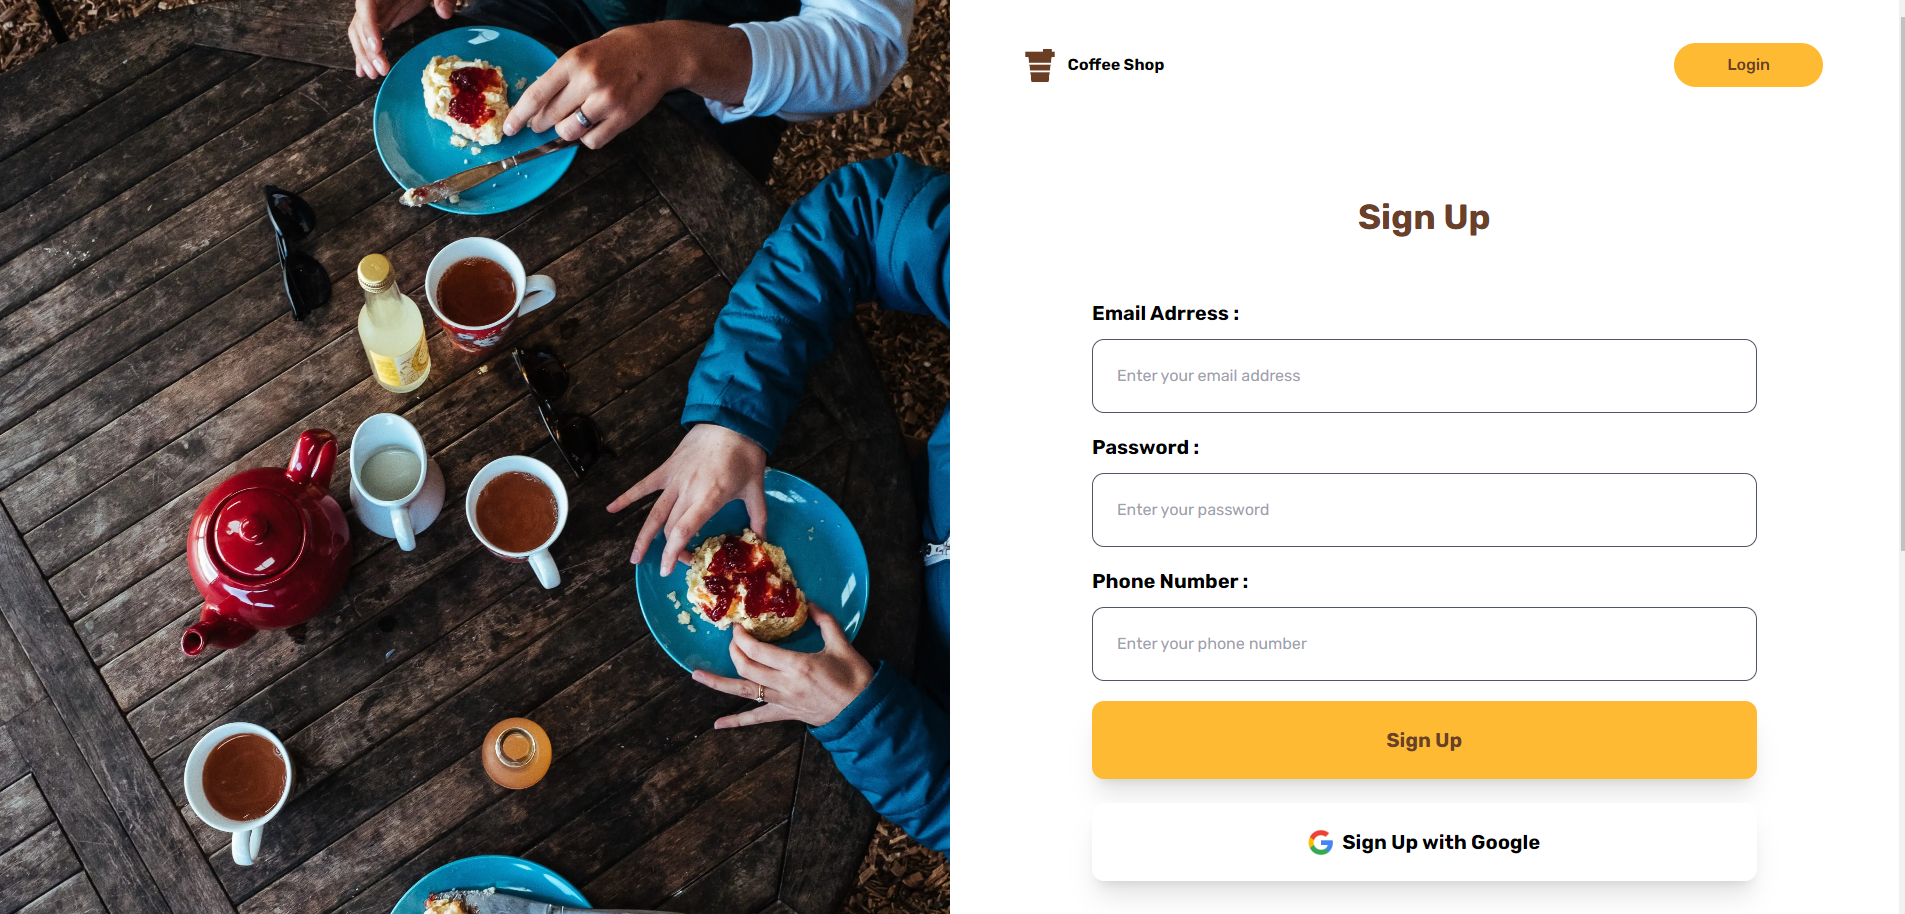 Coffee Shop
Login
Sign Up
Email Adrress :
Enter your email address
Password :
Enter your password
Phone Number :
Enter your phone number
Sign Up
Sign Up with Google